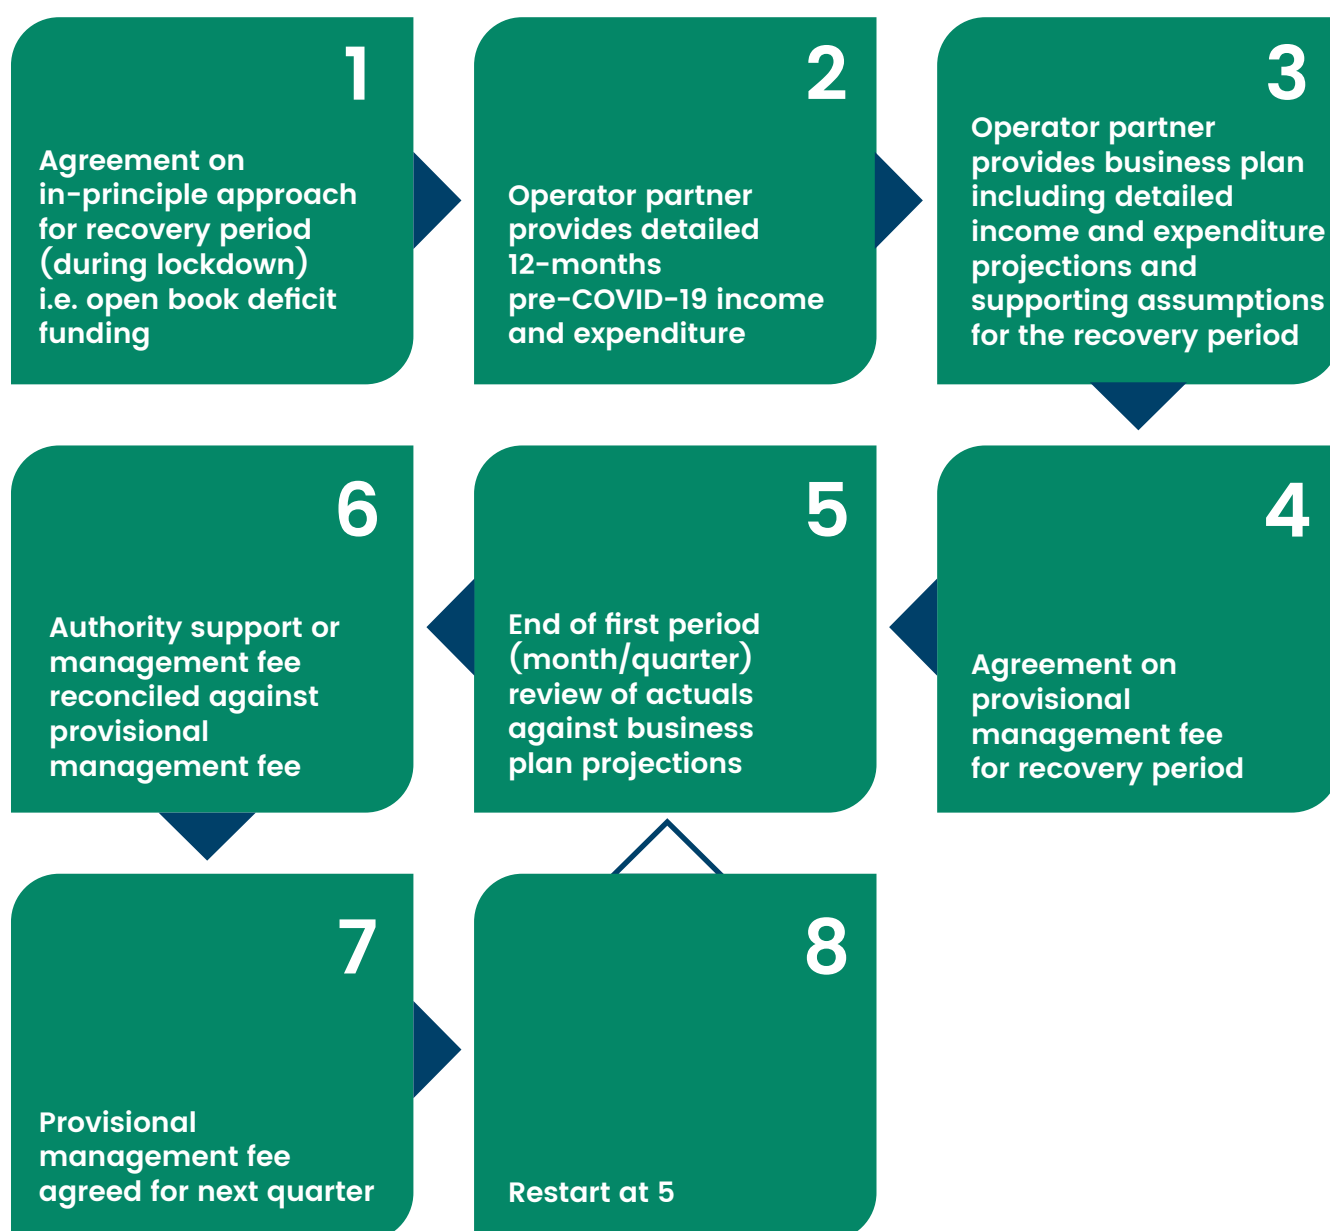 1
Agreement on
in-principle approach
for recovery period
(during lockdown)
i.e. open book deficit
funding
2
Operator partner
provides detailed
12-months
pre-COVID-19 income
and expenditure
3
Operator partner
provides business plan
including detailed
income and expenditure
projections and
supporting assumptions
for the recovery period
4
Agreement on
provisional
management fee
for recovery period
5
End of first period
(month/quarter)
review of actuals
against business
plan projections
6
Authority support or
management fee
reconciled against
provisional
management fee
7
Provisional
management fee
agreed for next quarter
8
Restart at 5